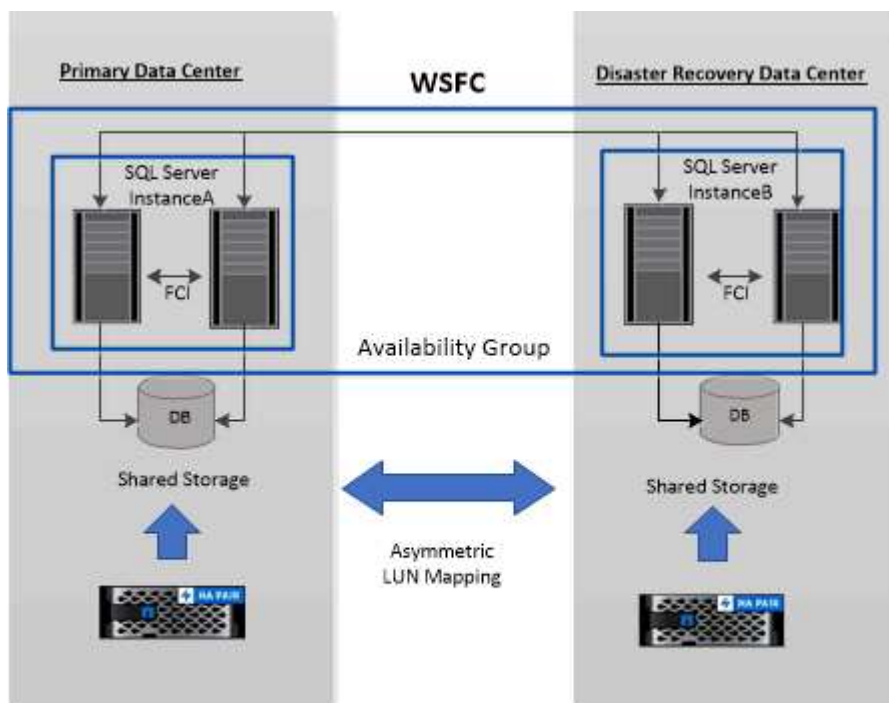 Primary Data Center
WSFC
Disaster Recovery Data Center
SQL Server
InstanceA
SQL Server
InstanceB
FCI
FCI
Availability Group
DB
DB
Shared Storage
Shared Storage
Asymmetric
LUN Mapping
HA PAIR
HA PAIR